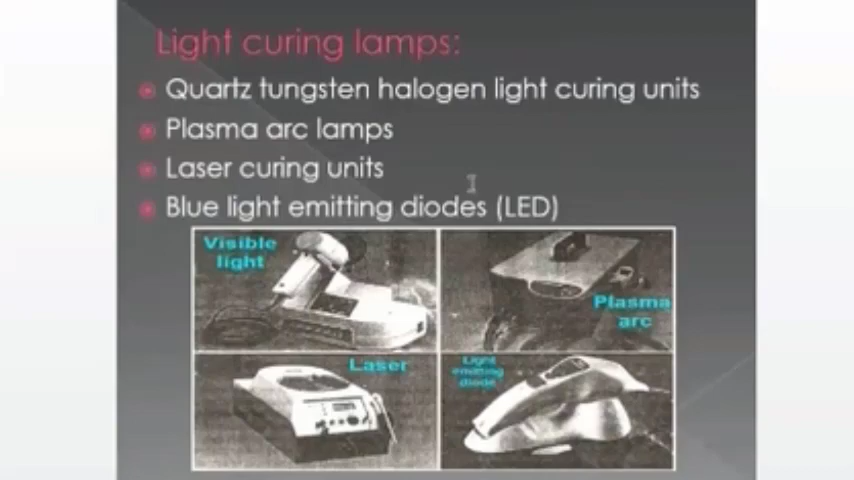 Light curing lamps:
Quartz tungsten halogen light curing units
Plasma arc lamps
Laser curing units
Blue light emitting diodes (LED)
Visible
light
Plasma
arc
Laser
Light
emitting
diode